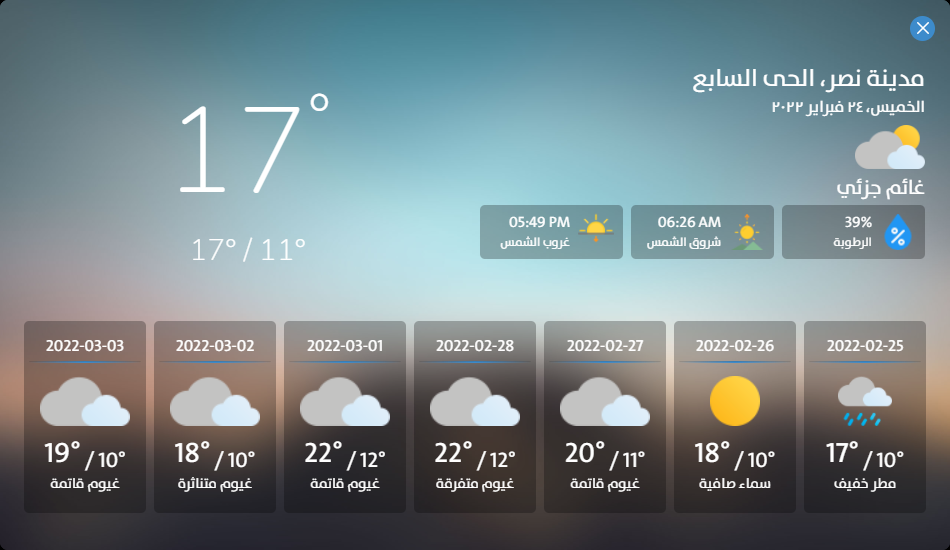 مدينة نصر، الحى السابع
الخميس، ٢٤ فبراير ٢٠٢٢
غائم جزئي
39%
الرطوبة
06:26 AM
شروق الشمس
05:49 PM
غروب الشمس
17°
17° / 11°
2022-02-25
17° / 10°
مطر خفيف
2022-02-26
18° / 10°
سماء صافية
2022-02-27
20° / 11°
غيوم قاتمة
2022-02-28
22° / 12°
غيوم متفرقة
2022-03-01
22° / 12°
غيوم قاتمة
2022-03-02
18° / 10°
غيوم متناثرة
2022-03-03
19° / 10°
غيوم قاتمة